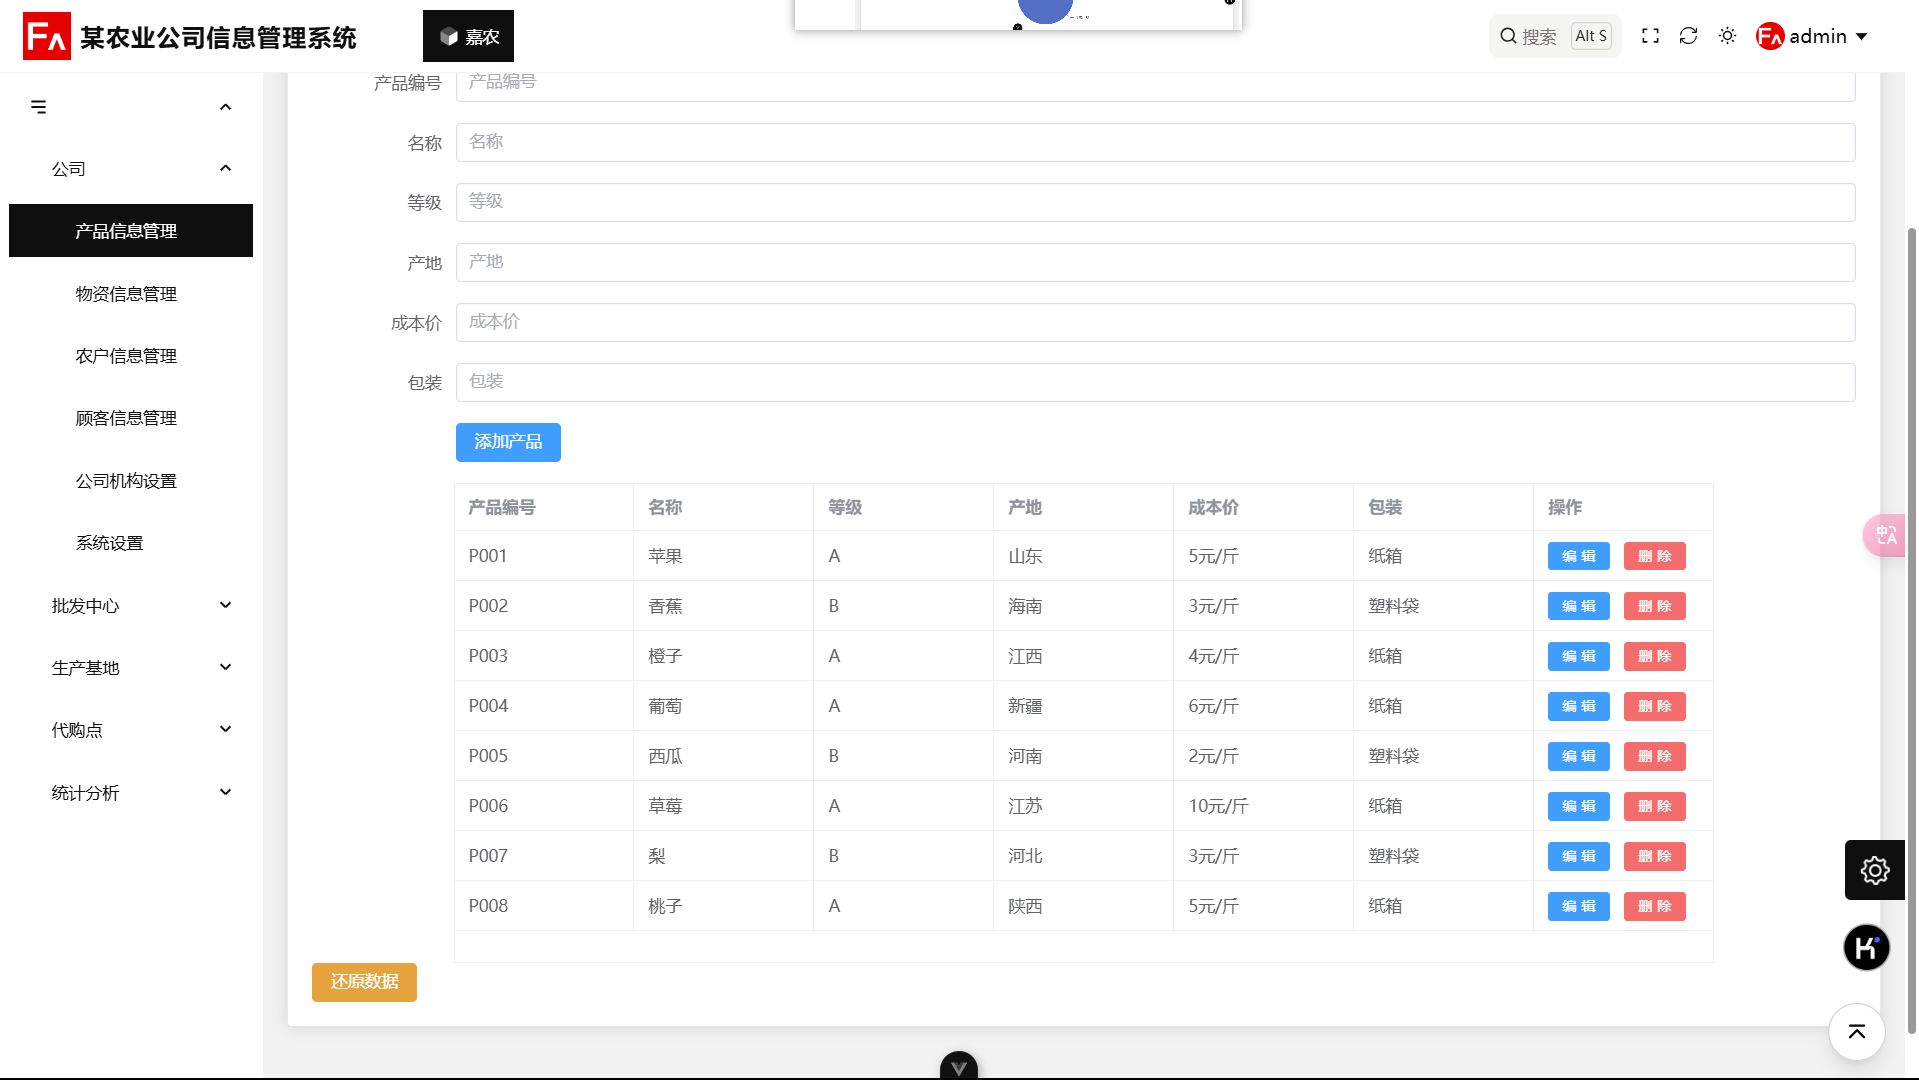 某农业公司信息管理系统
嘉农
搜索 Alt S
admin
公司
产品信息管理
物资信息管理
农户信息管理
顾客信息管理
公司机构设置
系统设置
批发中心
生产基地
代购点
统计分析
产品编号 产品编号
名称 名称
等级 等级
产地 产地
成本价 成本价
包装 包装
添加产品
产品编号 名称 等级 产地 成本价 包装 操作
P001 苹果 A 山东 5元/斤 纸箱 编辑 删除
P002 香蕉 B 海南 3元/斤 塑料袋 编辑 删除
P003 橙子 A 江西 4元/斤 纸箱 编辑 删除
P004 葡萄 A 新疆 6元/斤 纸箱 编辑 删除
P005 西瓜 B 河南 2元/斤 塑料袋 编辑 删除
P006 草莓 A 江苏 10元/斤 纸箱 编辑 删除
P007 梨 B 河北 3元/斤 塑料袋 编辑 删除
P008 桃子 A 陕西 5元/斤 纸箱 编辑 删除
还原数据